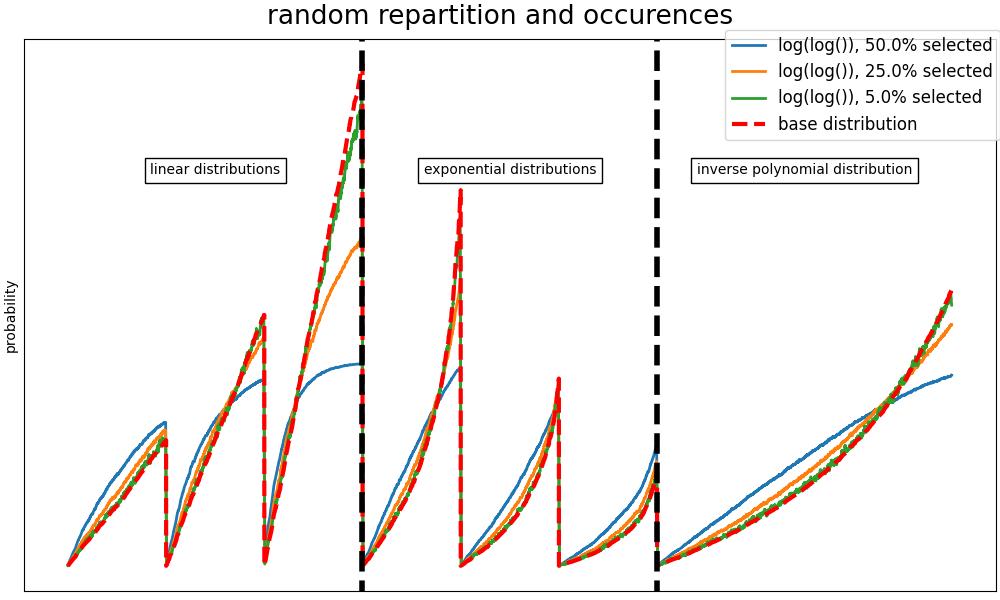 random repartition and occurences
log(log()), 50.0% selected
log(log()), 25.0% selected
log(log()), 5.0% selected
base distribution
linear distributions
exponential distributions
inverse polynomial distribution
probability